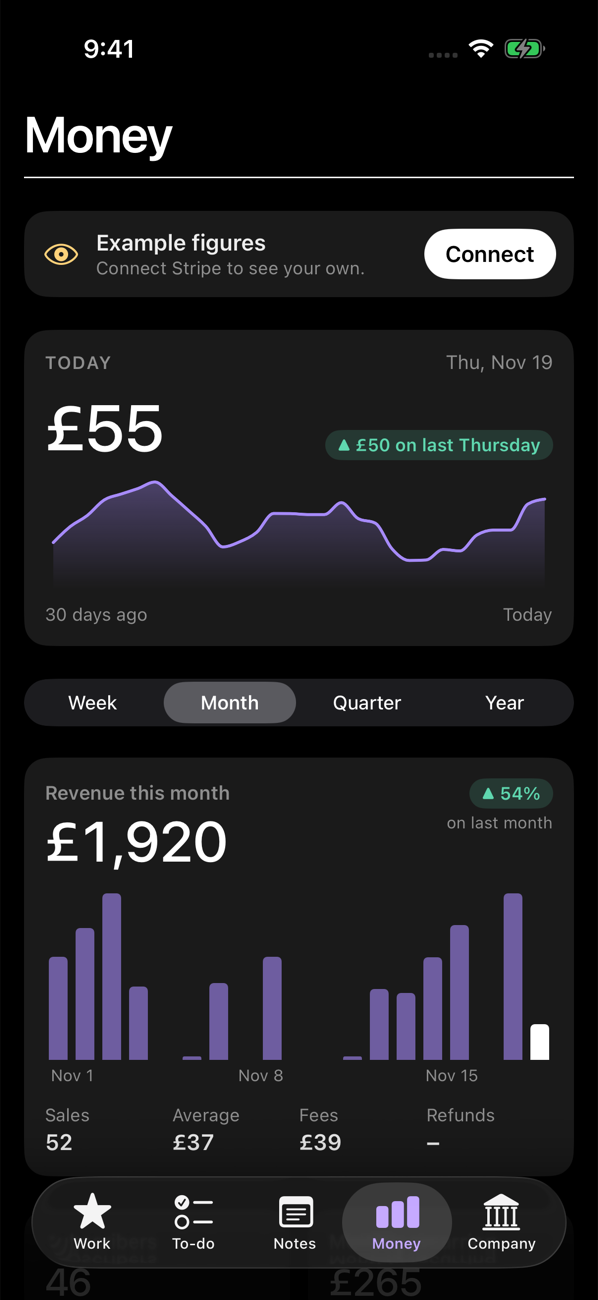 9:41
Money
Example figures
Connect Stripe to see your own.
Connect
TODAY
Thu, Nov 19
£55
▲ £50 on last Thursday
30 days ago
Today
Week
Month
Quarter
Year
Revenue this month
▲ 54%
£1,920
on last month
Nov 1
Nov 8
Nov 15
Sales
Average
Fees
Refunds
52
£37
£39
–
Work
To-do
Notes
Money
Company
46
£265